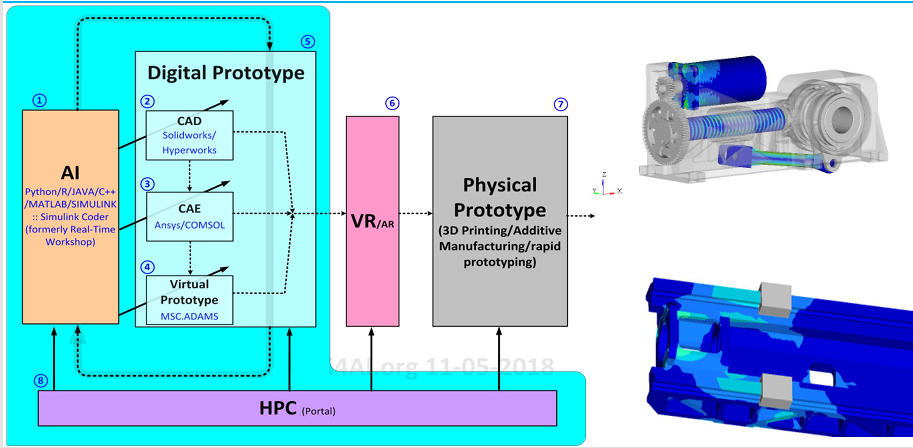 ①
AI
Python/R/JAVA/C++
/MATLAB/SIMULINK
:: Simulink Coder
(formerly Real-Time
Workshop)
⑤
Digital Prototype
②
CAD
Solidworks/
Hyperworks
③
CAE
Ansys/COMSOL
④
Virtual
Prototype
MSC.ADAMS
⑥
VR/AR
⑦
Physical
Prototype
(3D Printing/Additive
Manufacturing/rapid
prototyping)
Z
Y
X
i4AI.org 11-05-2018
⑧
HPC (Portal)